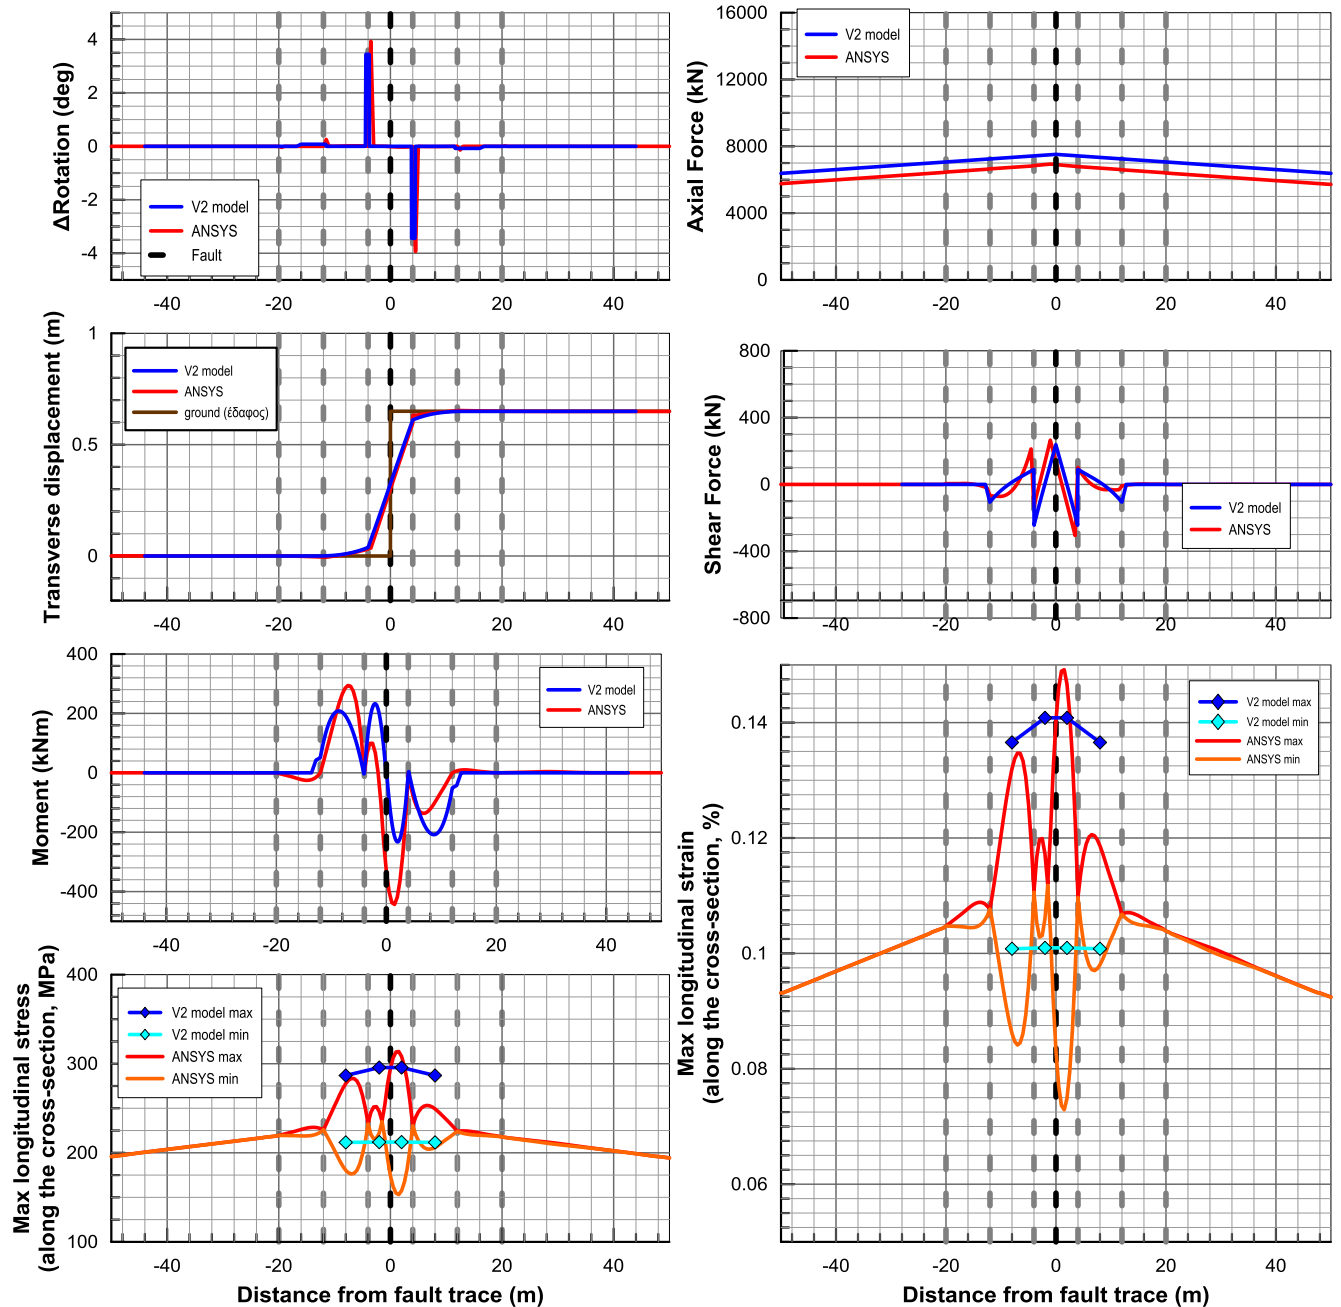 ΔRotation (deg)
4
2
0
-2
-4
V2 model
ANSYS
Fault
-40
-20
0
20
40
Axial Force (kN)
16000
12000
8000
4000
0
V2 model
ANSYS
-40
-20
0
20
40
Transverse displacement (m)
1
0.5
0
V2 model
ANSYS
ground (έδαφος)
-40
-20
0
20
40
Shear Force (kN)
800
400
0
-400
-800
V2 model
ANSYS
-40
-20
0
20
40
Moment (kNm)
400
200
0
-200
-400
V2 model
ANSYS
-40
-20
0
20
40
Max longitudinal stress
(along the cross-section, MPa)
400
300
200
100
V2 model max
V2 model min
ANSYS max
ANSYS min
-40
-20
0
20
40
Distance from fault trace (m)
Max longitudinal strain
(along the cross-section, %)
0.14
0.12
0.1
0.08
0.06
V2 model max
V2 model min
ANSYS max
ANSYS min
-40
-20
0
20
40
Distance from fault trace (m)